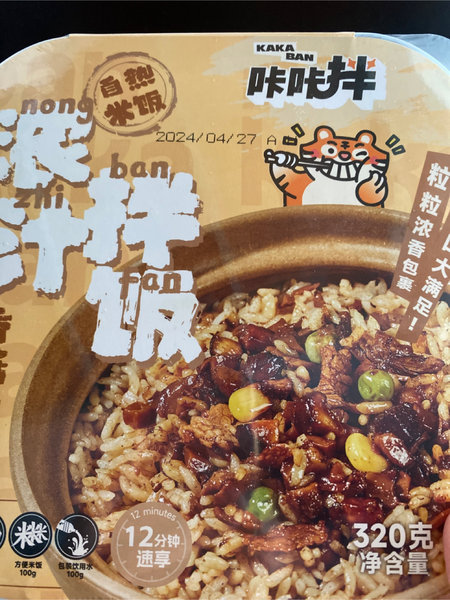 KAKA
BAN
咔咔拌
自热
米饭
2024/04/27 A
nong
浓
zhi
汁
ban
拌
fan
饭
大满足!
粒粒浓香包裹
12 minutes
12分钟
速享
320克
净含量
方便米饭
100g
包装饮用水
100g